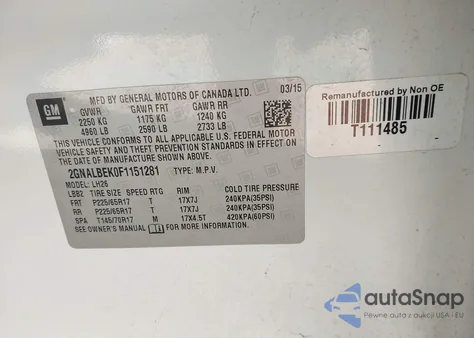 GM
MFD BY GENERAL MOTORS OF CANADA LTD. 03/15
GVWR GAWR FRT GAWR RR
2250 KG 1175 KG 1240 KG
4960 LB 2590 LB 2733 LB
THIS VEHICLE CONFORMS TO ALL APPLICABLE U.S. FEDERAL MOTOR
VEHICLE SAFETY, BUMPER, AND THEFT PREVENTION STANDARDS
IN EFFECT ON THE DATE OF MANUFACTURE SHOWN ABOVE.
2GNALBEK0F1151281 TYPE: M.P.V.
MODEL: LH26
LBB2 TIRE SIZE SPEED RTG RIM COLD TIRE PRESSURE
FRT P225/65R17 T 17X7J 240KPA(35PSI)
RR P225/65R17 T 17X7J 240KPA(35PSI)
SPA T145/70R17 M 17X4.5T 420KPA(60PSI)
SEE OWNER'S MANUAL FOR ADDITIONAL INFORMATION.
Remanufactured by Non OE
T111485
autoSnap
Pewne auta z aukcji USA - EU